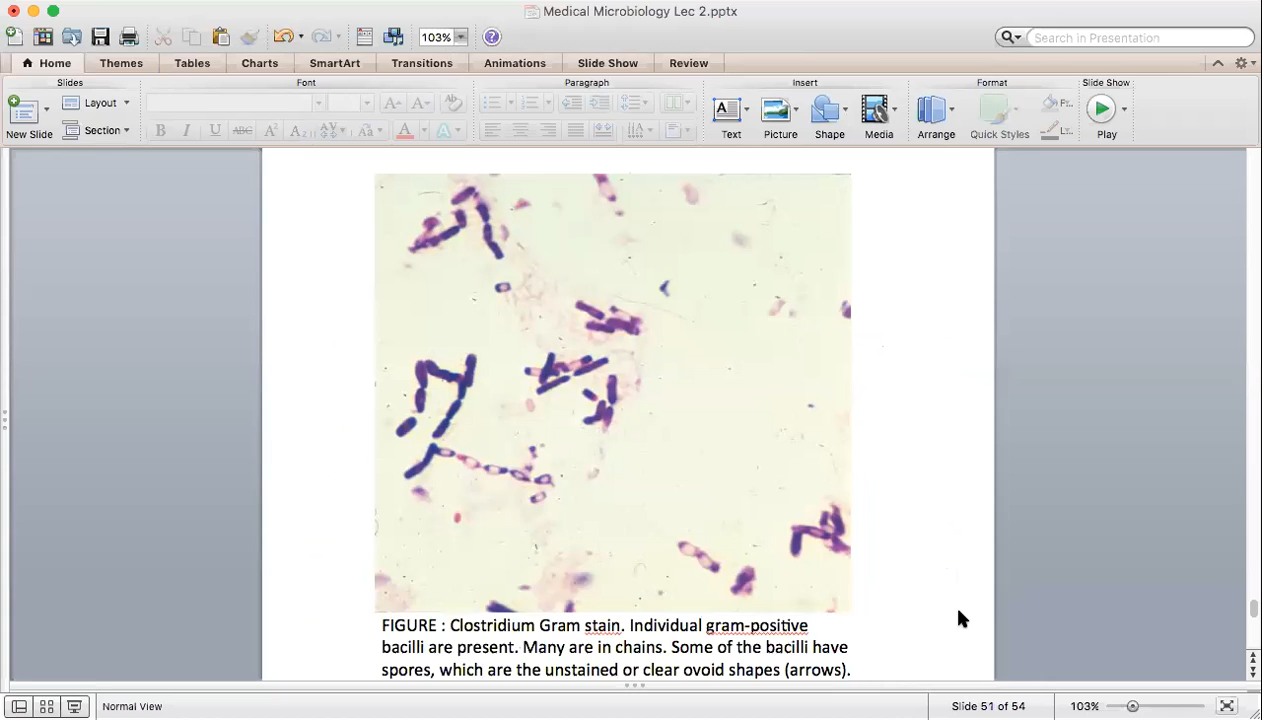 Medical Microbiology Lec 2.pptx
103%
Search in Presentation
Home
Themes
Tables
Charts
SmartArt
Transitions
Animations
Slide Show
Review
Slides
Font
Paragraph
Insert
Format
Slide Show
New Slide
Layout
Section
B I U ABC
Text
Picture
Shape
Media
Arrange
Quick Styles
Play
FIGURE : Clostridium Gram stain. Individual gram-positive
bacilli are present. Many are in chains. Some of the bacilli have
spores, which are the unstained or clear ovoid shapes (arrows).
Normal View
Slide 51 of 54
103%